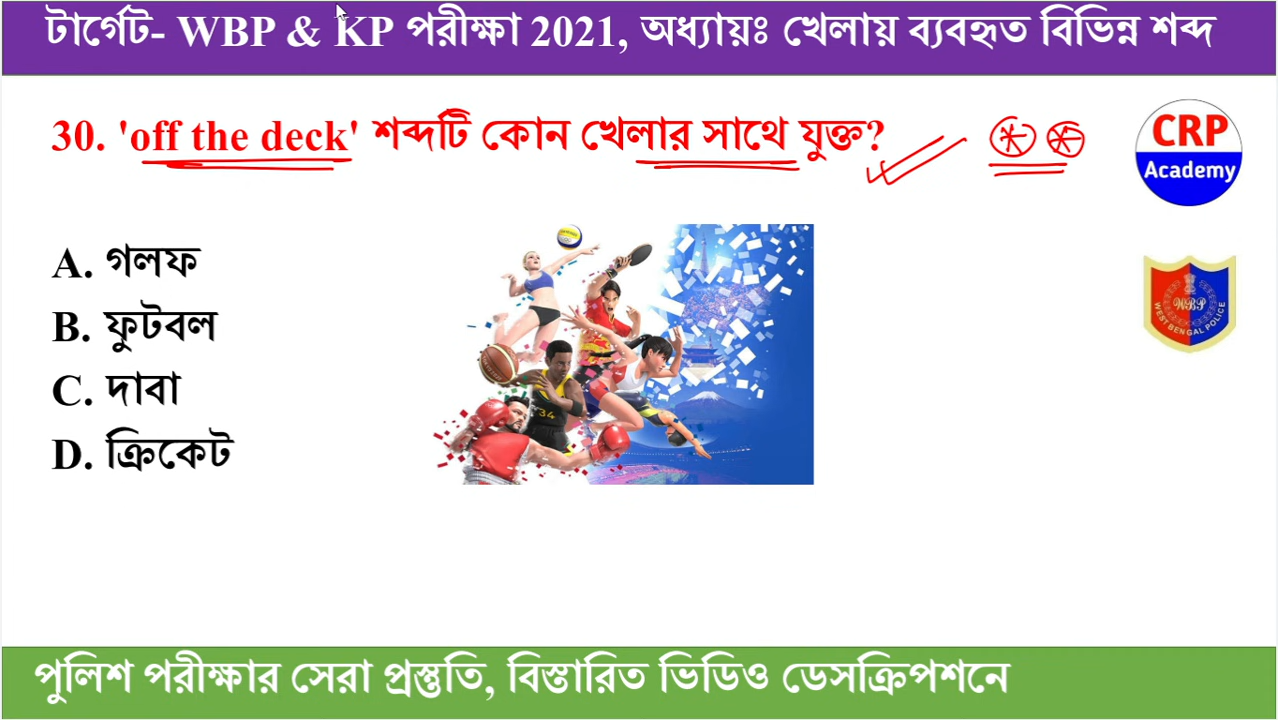 টার্গেট- WBP & KP পরীক্ষা 2021, অধ্যায়ঃ খেলায় ব্যবহৃত বিভিন্ন শব্দ
30. 'off the deck' শব্দটি কোন খেলার সাথে যুক্ত?
CRP
Academy
A. গলফ
B. ফুটবল
C. দাবা
D. ক্রিকেট
34
WBP
WEST BENGAL POLICE
পুলিশ পরীক্ষার সেরা প্রস্তুতি, বিস্তারিত ভিডিও ডেসক্রিপশনে